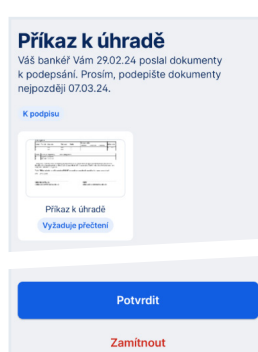 Příkaz k úhradě
Váš bankéř Vám 29.02.24 poslal dokumenty
k podepsání. Prosím, podepište dokumenty
nejpozději 07.03.24.
K podpisu
Příkaz k úhradě
Vyžaduje přečtení
Potvrdit
Zamítnout